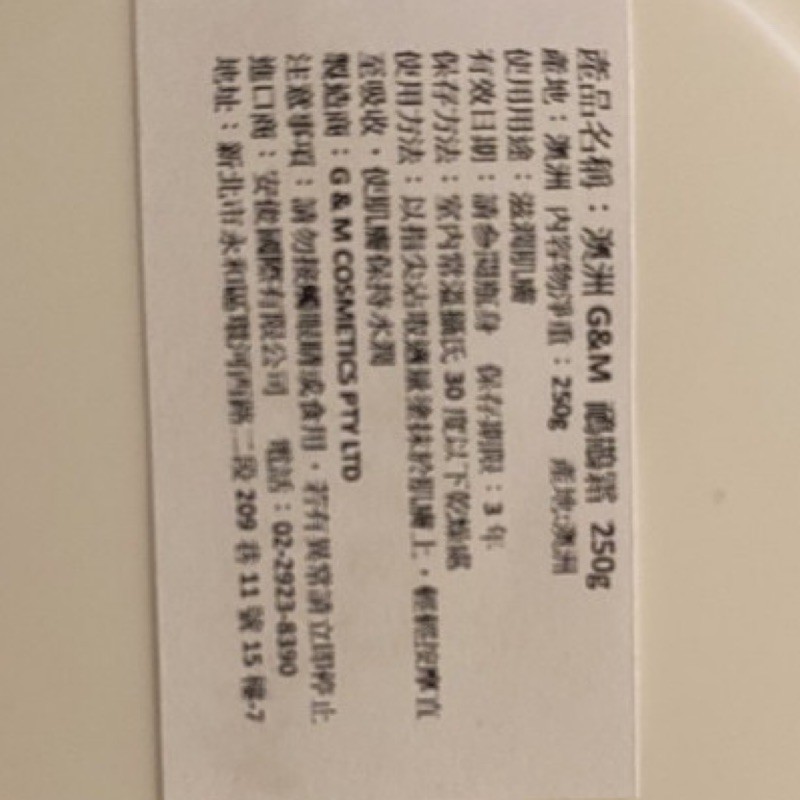 產品名稱：澳洲 G&M 鴯鶓霜 250g
產地：澳洲 內容物淨重：250g 產地:澳洲
使用用途：滋潤肌膚
有效日期：請參閱瓶身 保存期限：3 年
保存方法：室內常溫攝氏 30 度以下乾燥處
使用方法：以指尖沾取適量塗抹於肌膚上，輕輕按摩直
至吸收，使肌膚保持水潤
製造商：G & M COSMETICS PTY LTD
注意事項：請勿接觸眼睛或食用，若有異常請立即停止
進口商：安俊國際有限公司 電話：02-2923-8390
地址：新北市永和區環河西路二段 209 巷 11 號 15 樓-7